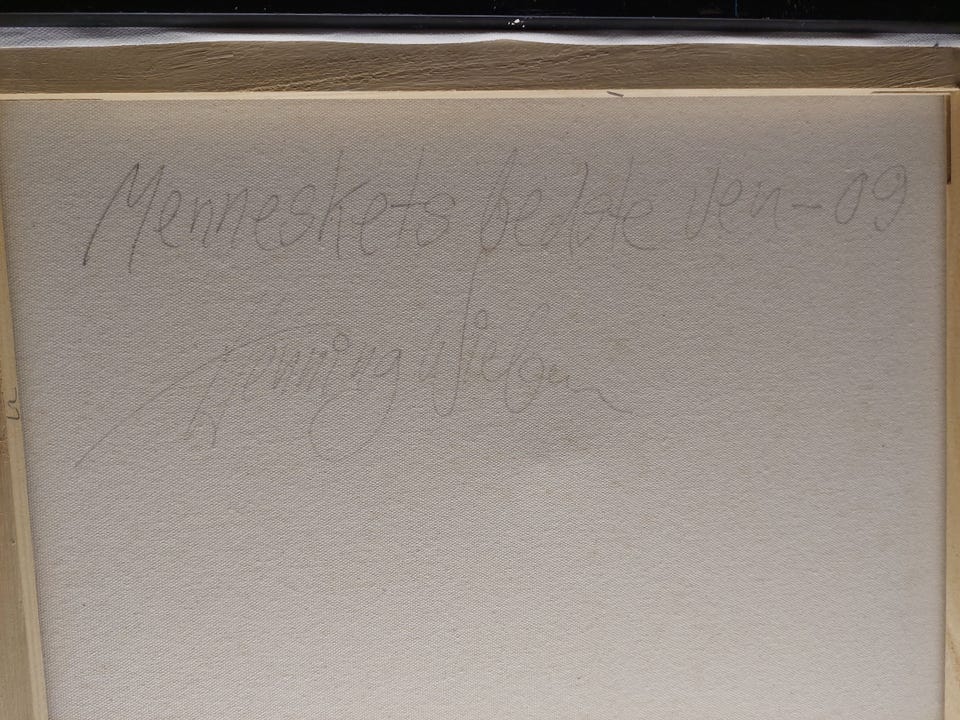 Menneskets bedste ven - 09
Henning Nielsen